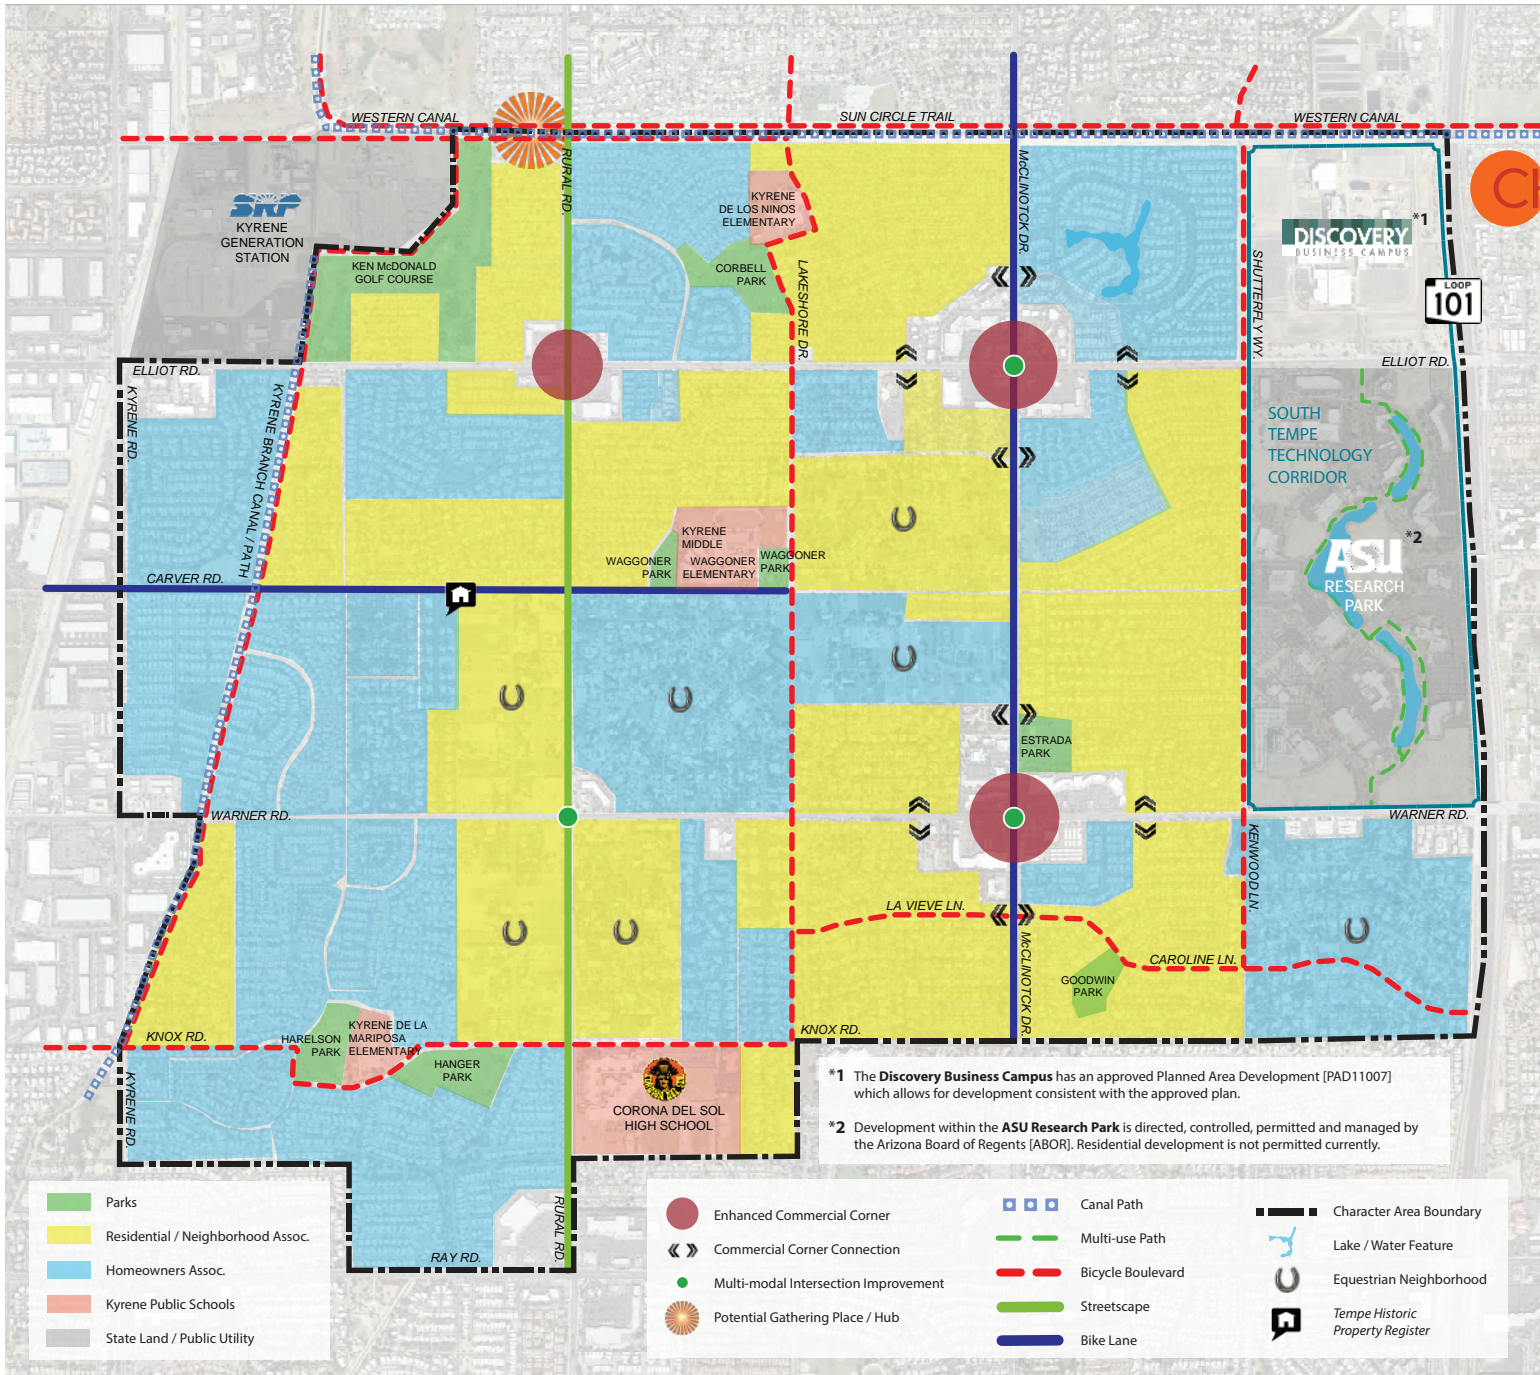 WESTERN CANAL
SUN CIRCLE TRAIL
WESTERN CANAL
RURAL RD.
McCLINOTCK DR.
SRP
KYRENE
GENERATION
STATION
KEN McDONALD
GOLF COURSE
KYRENE
DE LOS NINOS
ELEMENTARY
CORBELL
PARK
LAKESHORE DR.
SHUTTERFLY WY.
DISCOVERY
BUSINESS CAMPUS
*1
CH
LOOP
101
ELLIOT RD.
ELLIOT RD.
KYRENE RD.
KYRENE BRANCH CANAL / PATH
SOUTH
TEMPE
TECHNOLOGY
CORRIDOR
KYRENE
MIDDLE
WAGGONER
PARK
WAGGONER
ELEMENTARY
WAGGONER
PARK
ASU
*2
RESEARCH
PARK
CARVER RD.
ESTRADA
PARK
WARNER RD.
WARNER RD.
KENWOOD LN.
LA VIEVE LN.
McCLINOTCK DR.
CAROLINE LN.
GOODWIN
PARK
KNOX RD.
KNOX RD.
HARELSON
PARK
KYRENE DE LA
MARIPOSA
ELEMENTARY
HANGER
PARK
KYRENE RD.
CORONA DEL SOL
HIGH SCHOOL
RURAL RD.
RAY RD.
*1 The Discovery Business Campus has an approved Planned Area Development [PAD11007]
which allows for development consistent with the approved plan.
*2 Development within the ASU Research Park is directed, controlled, permitted and managed by
the Arizona Board of Regents [ABOR]. Residential development is not permitted currently.
Parks
Residential / Neighborhood Assoc.
Homeowners Assoc.
Kyrene Public Schools
State Land / Public Utility
Enhanced Commercial Corner
Commercial Corner Connection
Multi-modal Intersection Improvement
Potential Gathering Place / Hub
Canal Path
Multi-use Path
Bicycle Boulevard
Streetscape
Bike Lane
Character Area Boundary
Lake / Water Feature
Equestrian Neighborhood
Tempe Historic
Property Register